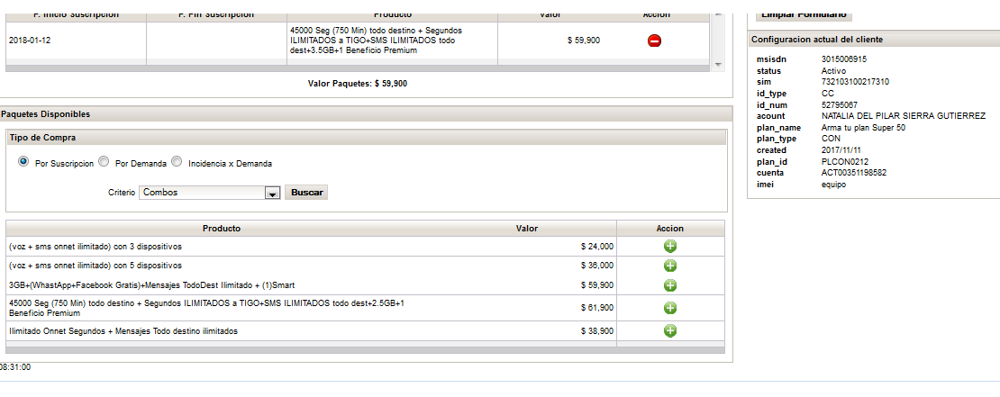 F. Inicio Suscripcion F. Fin Suscripcion Producto Valor Accion
2018-01-12
45000 Seg (750 Min) todo destino + Segundos
ILIMITADOS a TIGO+SMS ILIMITADOS todo
dest+3.5GB+1 Beneficio Premium
$ 59,900
Valor Paquetes: $ 59,900
Paquetes Disponibles
Tipo de Compra
Por Suscripcion Por Demanda Incidencia x Demanda
Criterio Combos Buscar
Producto Valor Accion
(voz + sms onnet ilimitado) con 3 dispositivos $ 24,000
(voz + sms onnet ilimitado) con 5 dispositivos $ 36,000
3GB+(WhastApp+Facebook Gratis)+Mensajes TodoDest Ilimitado + (1)Smart $ 59,900
45000 Seg (750 Min) todo destino + Segundos ILIMITADOS a TIGO+SMS ILIMITADOS todo dest+2.5GB+1
Beneficio Premium
$ 61,900
Ilimitado Onnet Segundos + Mensajes Todo destino ilimitados $ 38,900
08:31:00
Limpiar Formulario
Configuracion actual del cliente
msisdn 3015006915
status Activo
sim 732103100217310
id_type CC
id_num 52795067
acount NATALIA DEL PILAR SIERRA GUTIERREZ
plan_name Arma tu plan Super 50
plan_type CON
created 2017/11/11
plan_id PLCON0212
cuenta ACT00351198582
imei equipo